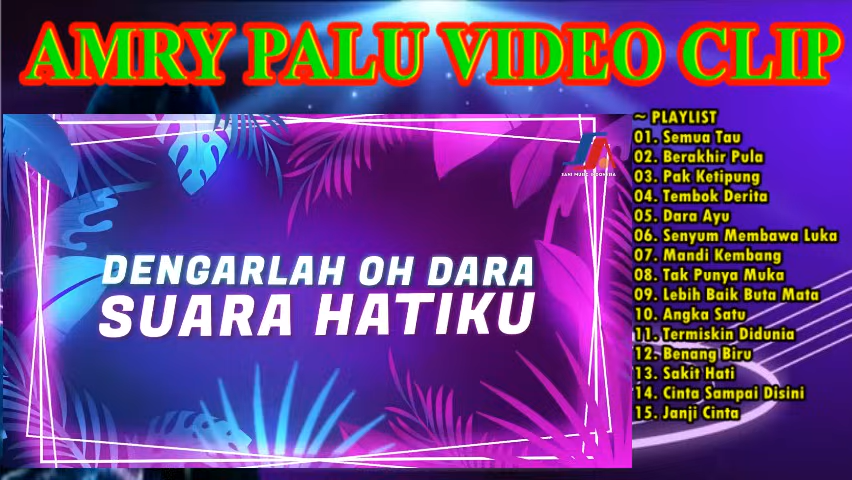 AMRY PALU VIDEO CLIP
SANI MUSIC INDONESIA
DENGARLAH OH DARA
SUARA HATIKU
~ PLAYLIST
01. Semua Tau
02. Berakhir Pula
03. Pak Ketipung
04. Tembok Derita
05. Dara Ayu
06. Senyum Membawa Luka
07. Mandi Kembang
08. Tak Punya Muka
09. Lebih Baik Buta Mata
10. Angka Satu
11. Termiskin Didunia
12. Benang Biru
13. Sakit Hati
14. Cinta Sampai Disini
15. Janji Cinta